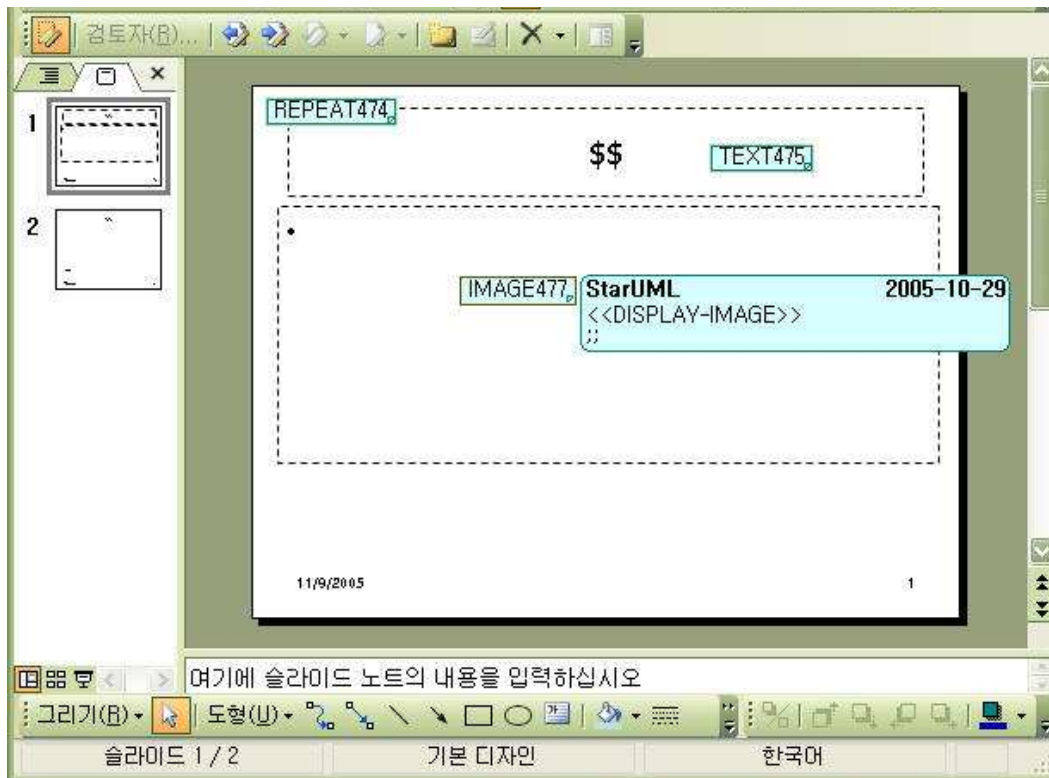 검토자(R)...
1
2
REPEAT474
$$
TEXT475
•
IMAGE477
StarUML 2005-10-29
<<DISPLAY-IMAGE>>
;;
11/9/2005 1
여기에 슬라이드 노트의 내용을 입력하십시오
그리기(R) 도형(U)
슬라이드 1 / 2 기본 디자인 한국어